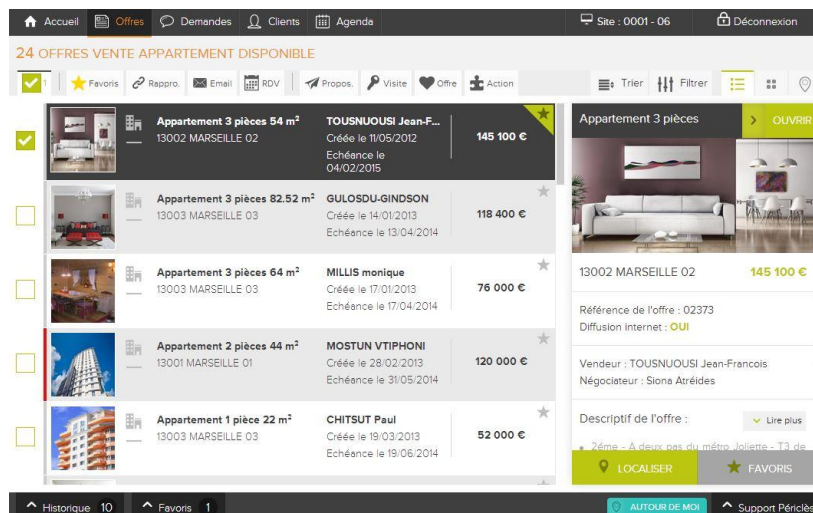 Accueil Offres Demandes Clients Agenda Site : 0001 - 06 Déconnexion
24 OFFRES VENTE APPARTEMENT DISPONIBLE
1 Favoris Rappro. Email RDV Propos. Visite Offre Action Trier Filtrer
Appartement 3 pièces 54 m² TOUSNUOUSI Jean-F...
13002 MARSEILLE 02 Créée le 11/05/2012 145 100 €
Echéance le
04/02/2015
Appartement 3 pièces 82.52 m² GULOSDU-GINDSON
13003 MARSEILLE 03 Créée le 14/01/2013 118 400 €
Echéance le 13/04/2014
Appartement 3 pièces 64 m² MILLIS monique
13003 MARSEILLE 03 Créée le 17/01/2013 76 000 €
Echéance le 17/04/2014
Appartement 2 pièces 44 m² MOSTUN VTIPHONI
13001 MARSEILLE 01 Créée le 28/02/2013 120 000 €
Echéance le 31/05/2014
Appartement 1 pièce 22 m² CHITSUT Paul
13003 MARSEILLE 03 Créée le 19/03/2013 52 000 €
Echéance le 19/06/2014
Appartement 3 pièces OUVRIR
13002 MARSEILLE 02 145 100 €
Référence de l'offre : 02373
Diffusion internet : OUI
Vendeur : TOUSNUOUSI Jean-Francois
Négociateur : Siona Atréides
Descriptif de l'offre : Lire plus
2éme - A deux pas du métro Joliette - T3 de
LOCALISER FAVORIS
Historique 10 Favoris 1 AUTOUR DE MOI Support Périclès